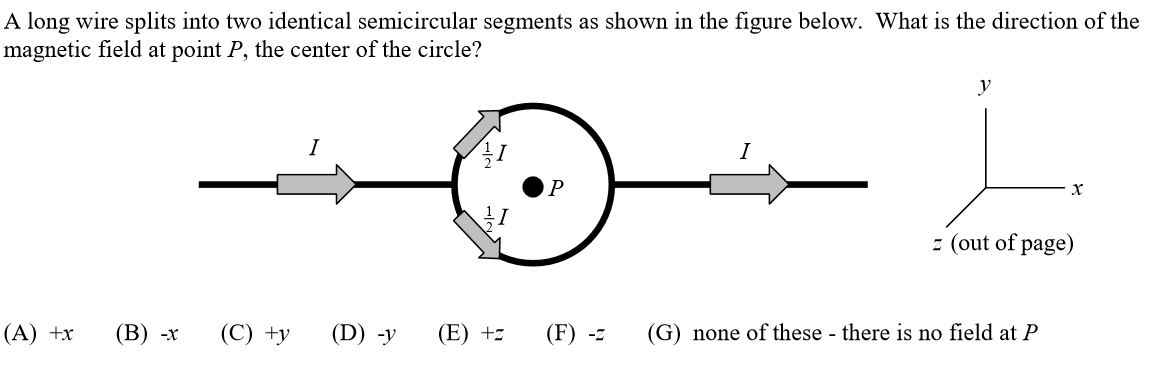 A long wire splits into two identical semicircular segments as shown in the figure below.  What is the direction of the
magnetic field at point P, the center of the circle?
y
I
½I
I
P
x
½I
z (out of page)
(A) +x (B) -x (C) +y (D) -y (E) +z (F) -z (G) none of these - there is no field at P